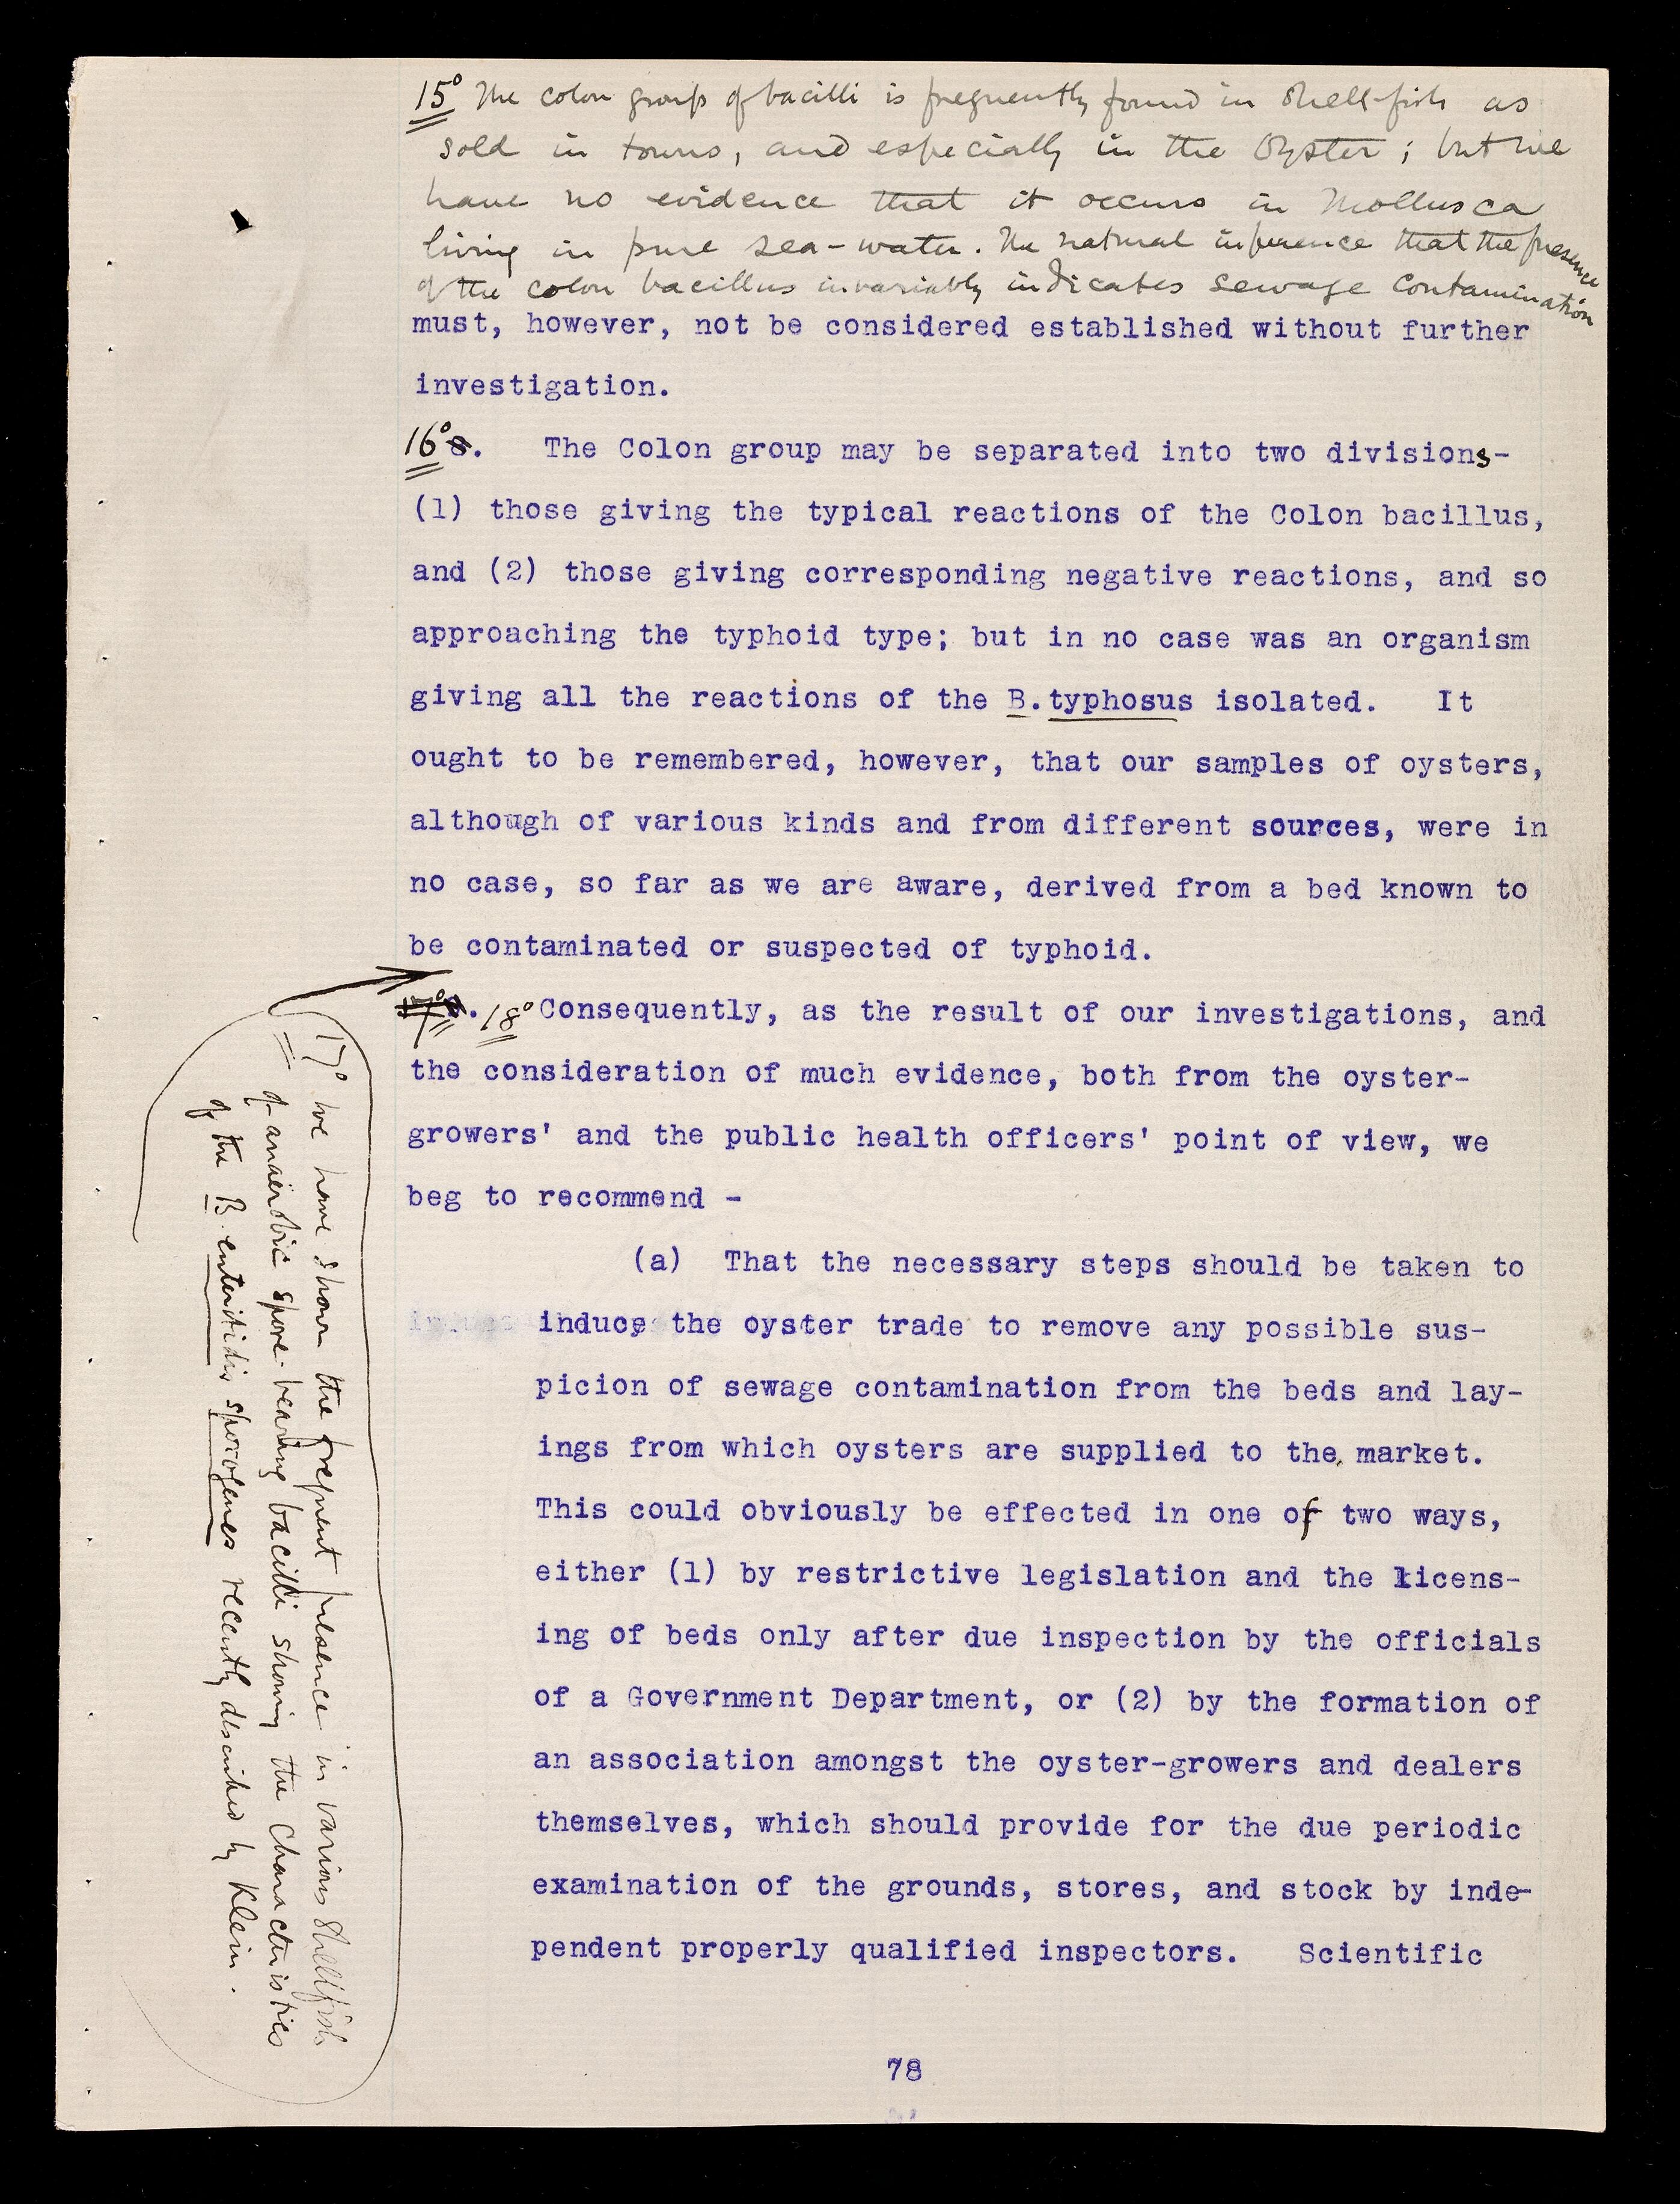 15° The colon group of bacilli is frequently found in shell-fish as
sold in towns, and especially in the Oyster; but we
have no evidence that it occurs in Mollusca
living in pure sea-water. The natural inference that the presence
of the colon bacillus invariably indicates sewage contamination
must, however, not be considered established without further
investigation.
16° 8. The Colon group may be separated into two divisions-
(1) those giving the typical reactions of the Colon bacillus,
and (2) those giving corresponding negative reactions, and so
approaching the typhoid type; but in no case was an organism
giving all the reactions of the B.typhosus isolated. It
ought to be remembered, however, that our samples of oysters,
although of various kinds and from different sources, were in
no case, so far as we are aware, derived from a bed known to
be contaminated or suspected of typhoid.
17° . 18° Consequently, as the result of our investigations, and
the consideration of much evidence, both from the oyster-
growers' and the public health officers' point of view, we
beg to recommend -
(a) That the necessary steps should be taken to
induce the oyster trade to remove any possible sus-
picion of sewage contamination from the beds and lay-
ings from which oysters are supplied to the market.
This could obviously be effected in one of two ways,
either (1) by restrictive legislation and the licens-
ing of beds only after due inspection by the officials
of a Government Department, or (2) by the formation of
an association amongst the oyster-growers and dealers
themselves, which should provide for the due periodic
examination of the grounds, stores, and stock by inde-
pendent properly qualified inspectors. Scientific
78
17° We have shown the frequent presence in various Shellfish
of anaerobic spore-bearing bacilli showing the characteristics
of the B. enteritidis sporogenes recently described by Klein.